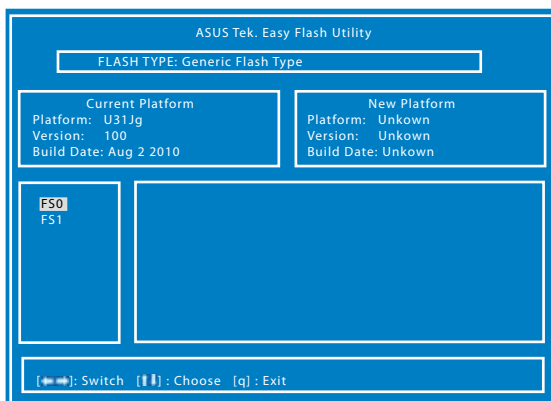 ASUS Tek. Easy Flash Utility
FLASH TYPE: Generic Flash Type
Current Platform
Platform: U31Jg
Version: 100
Build Date: Aug 2 2010
New Platform
Platform: Unkown
Version: Unkown
Build Date: Unkown
FS0
FS1
[←→]: Switch [↑↓] : Choose [q] : Exit